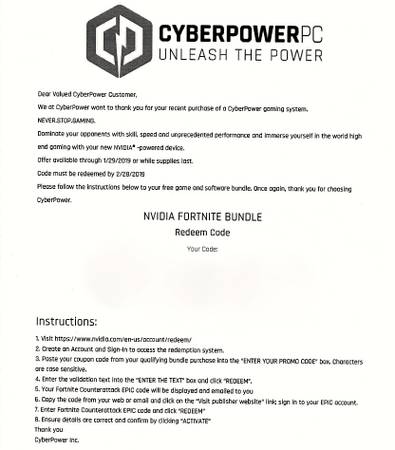 CYBERPOWERPC
UNLEASH THE POWER
Dear Valued CyberPower Customer,
We at CyberPower want to thank you for your recent purchase of a CyberPower gaming system.
NEVER.STOP.GAMING.
Dominate your opponents with skill, speed and unprecedented performance and immerse yourself in the world high
end gaming with your new NVIDIA® -powered device.
Offer available through 1/29/2019 or while supplies last.
Code must be redeemed by 2/28/2019
Please follow the instructions below to your free game and software bundle. Once again, thank you for choosing
CyberPower.
NVIDIA FORTNITE BUNDLE
Redeem Code
Your Code:
Instructions:
1. Visit https://www.nvidia.com/en-us/account/redeem/
2. Create an Account and Sign-In to access the redemption system.
3. Paste your coupon code from your qualifying bundle purchase into the "ENTER YOUR PROMO CODE" box. Characters
are case sensitive.
4. Enter the validation text into the "ENTER THE TEXT" box and click "REDEEM".
5. Your Fortnite Counterattack EPIC code will be displayed and emailed to you
6. Copy the code from your web or email and click on the "Visit publisher website" link; sign in to your EPIC account.
7. Enter Fortnite Counterattack EPIC code and click "REDEEM"
8. Ensure details are correct and confirm by clicking "ACTIVATE"
Thank you
CyberPower Inc.